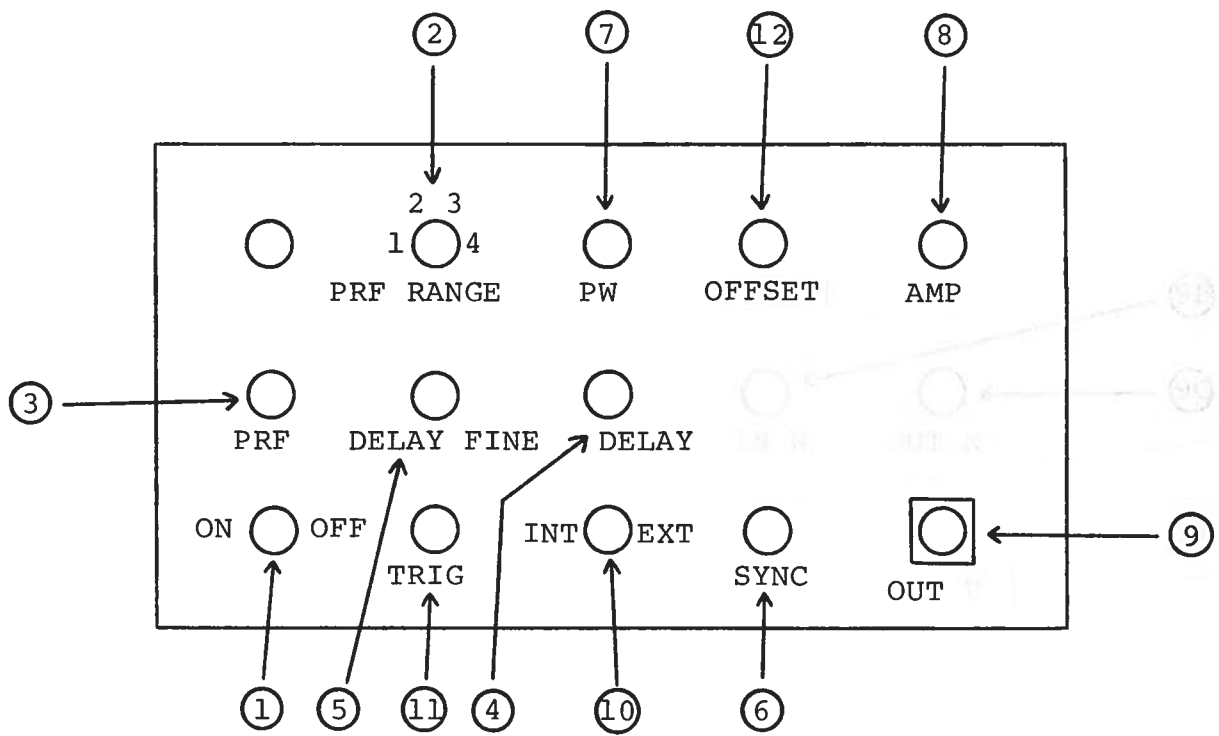 2 7 12 8
2 3
1 4
PRF RANGE PW OFFSET AMP
3
PRF DELAY FINE DELAY
ON OFF INT EXT
TRIG SYNC
OUT
9
1 5 11 4 10 6